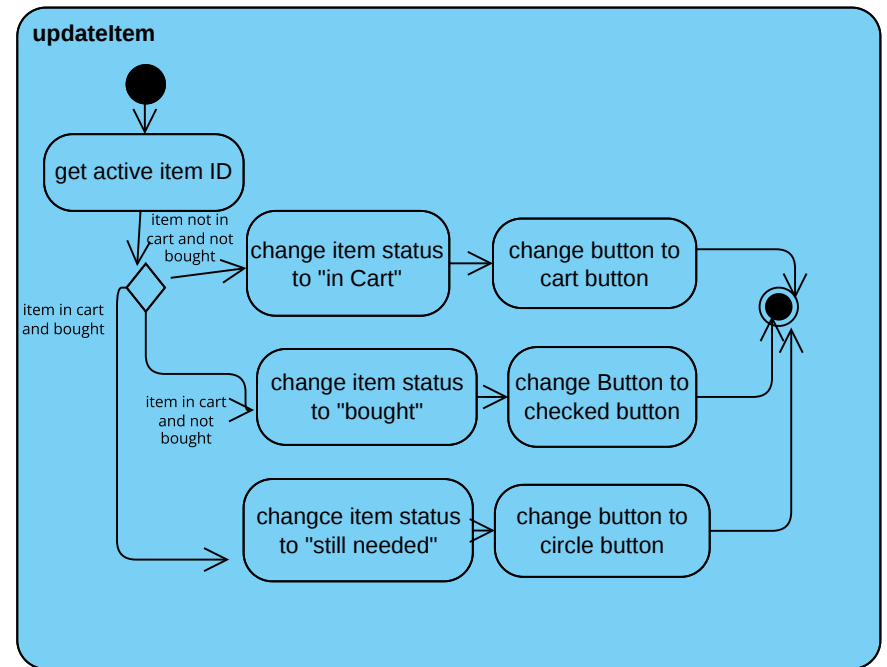 updateItem
get active item ID
item not in
cart and not
bought
change item status
to "in Cart"
change button to
cart button
item in cart
and bought
change item status
to "bought"
change Button to
checked button
item in cart
and not
bought
changce item status
to "still needed"
change button to
circle button